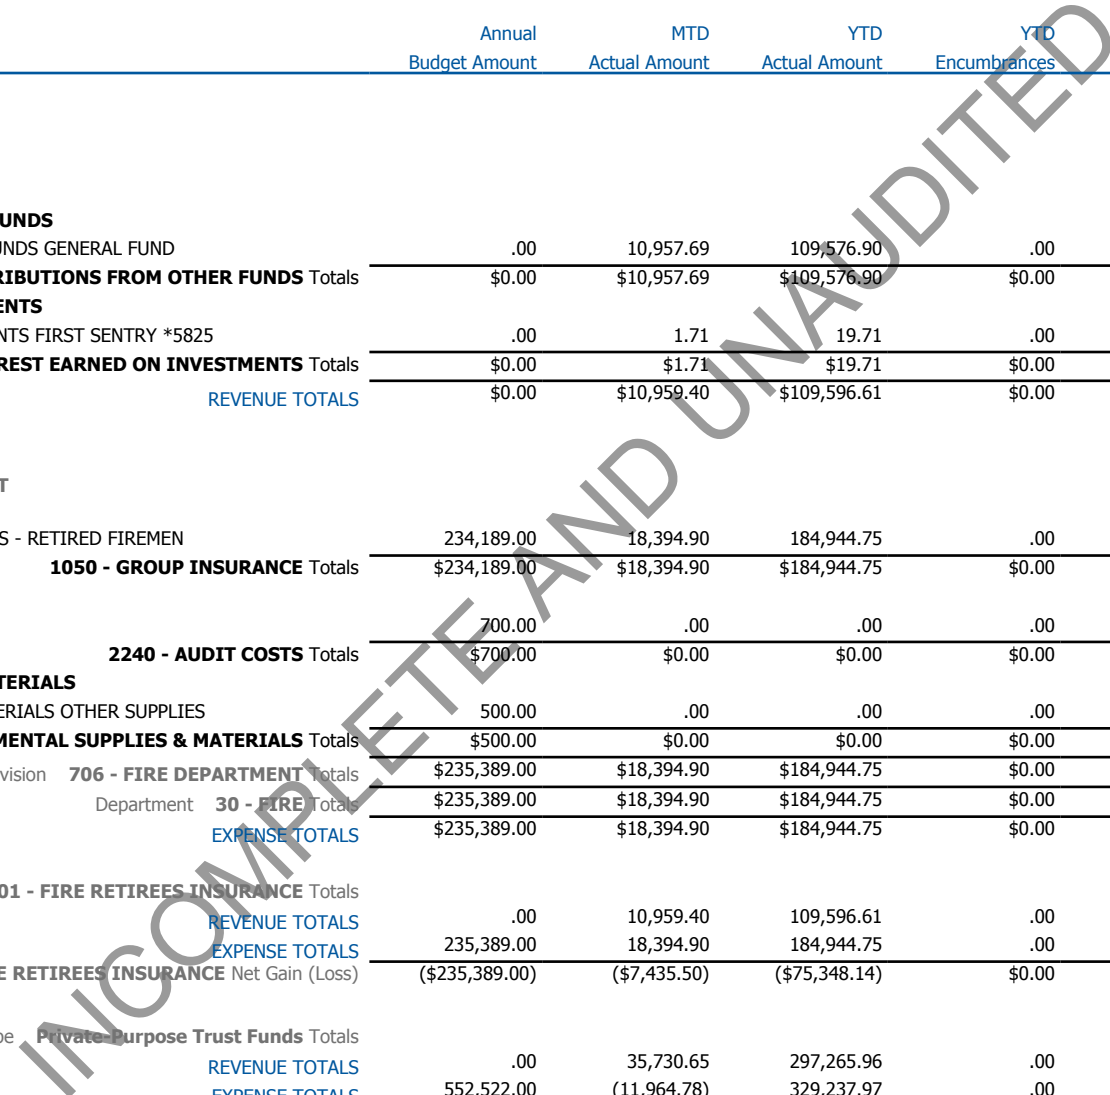 Annual MTD YTD YTD
Budget Amount Actual Amount Actual Amount Encumbrances
UNDS
UNDS GENERAL FUND .00 10,957.69 109,576.90 .00
RIBUTIONS FROM OTHER FUNDS Totals $0.00 $10,957.69 $109,576.90 $0.00
ENTS
NTS FIRST SENTRY *5825 .00 1.71 19.71 .00
REST EARNED ON INVESTMENTS Totals $0.00 $1.71 $19.71 $0.00
REVENUE TOTALS $0.00 $10,959.40 $109,596.61 $0.00
T
S - RETIRED FIREMEN 234,189.00 18,394.90 184,944.75 .00
1050 - GROUP INSURANCE Totals $234,189.00 $18,394.90 $184,944.75 $0.00
700.00 .00 .00 .00
2240 - AUDIT COSTS Totals $700.00 $0.00 $0.00 $0.00
TERIALS
ERIALS OTHER SUPPLIES 500.00 .00 .00 .00
MENTAL SUPPLIES & MATERIALS Totals $500.00 $0.00 $0.00 $0.00
vision 706 - FIRE DEPARTMENT Totals $235,389.00 $18,394.90 $184,944.75 $0.00
Department 30 - FIRE Totals $235,389.00 $18,394.90 $184,944.75 $0.00
EXPENSE TOTALS $235,389.00 $18,394.90 $184,944.75 $0.00
01 - FIRE RETIREES INSURANCE Totals
REVENUE TOTALS .00 10,959.40 109,596.61 .00
EXPENSE TOTALS 235,389.00 18,394.90 184,944.75 .00
E RETIREES INSURANCE Net Gain (Loss) ($235,389.00) ($7,435.50) ($75,348.14) $0.00
pe Private-Purpose Trust Funds Totals
REVENUE TOTALS .00 35,730.65 297,265.96 .00
EXPENSE TOTALS 552,522.00 (11,964.78) 329,237.97 .00
INCOMPLETE AND UNAUDITED